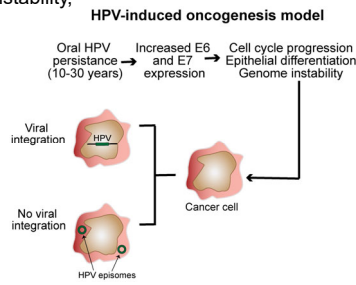 stability,
HPV-induced oncogenesis model
Oral HPV
persistance
(10-30 years)
Increased E6
and E7
expression
Cell cycle progression
Epithelial differentiation
Genome instability
Viral
integration
HPV
Cancer cell
No viral
integration
HPV episomes